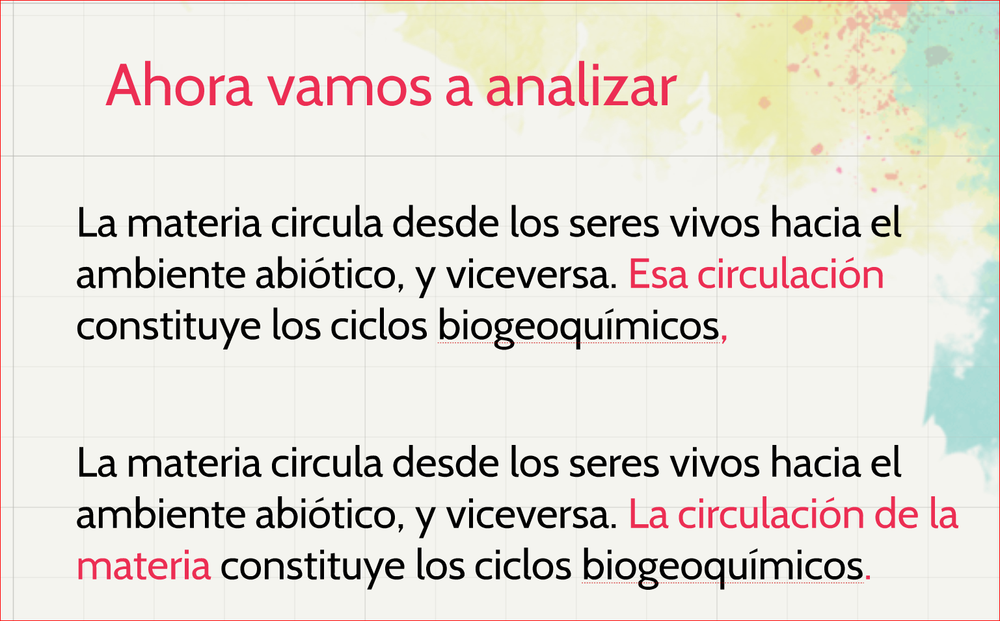 Ahora vamos a analizar
La materia circula desde los seres vivos hacia el
ambiente abiótico, y viceversa. Esa circulación
constituye los ciclos biogeoquímicos,
La materia circula desde los seres vivos hacia el
ambiente abiótico, y viceversa. La circulación de la
materia constituye los ciclos biogeoquímicos.